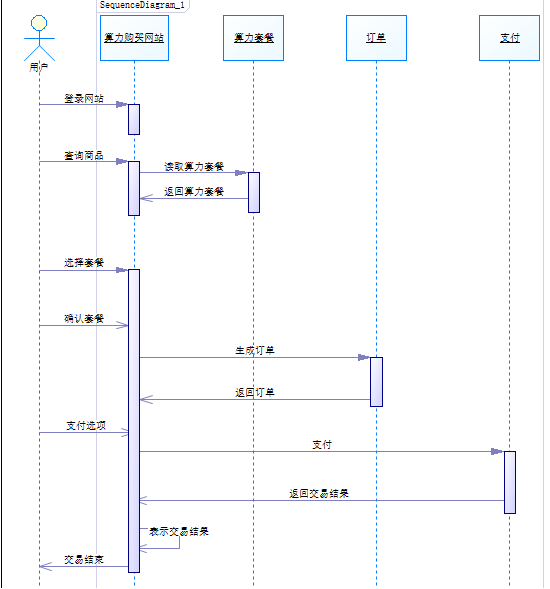 SequenceDiagram_1
算力购买网站
算力套餐
订单
支付
用户
登录网站
查询商品
读取算力套餐
返回算力套餐
选择套餐
确认套餐
生成订单
返回订单
支付选项
支付
返回交易结果
表示交易结果
交易结束